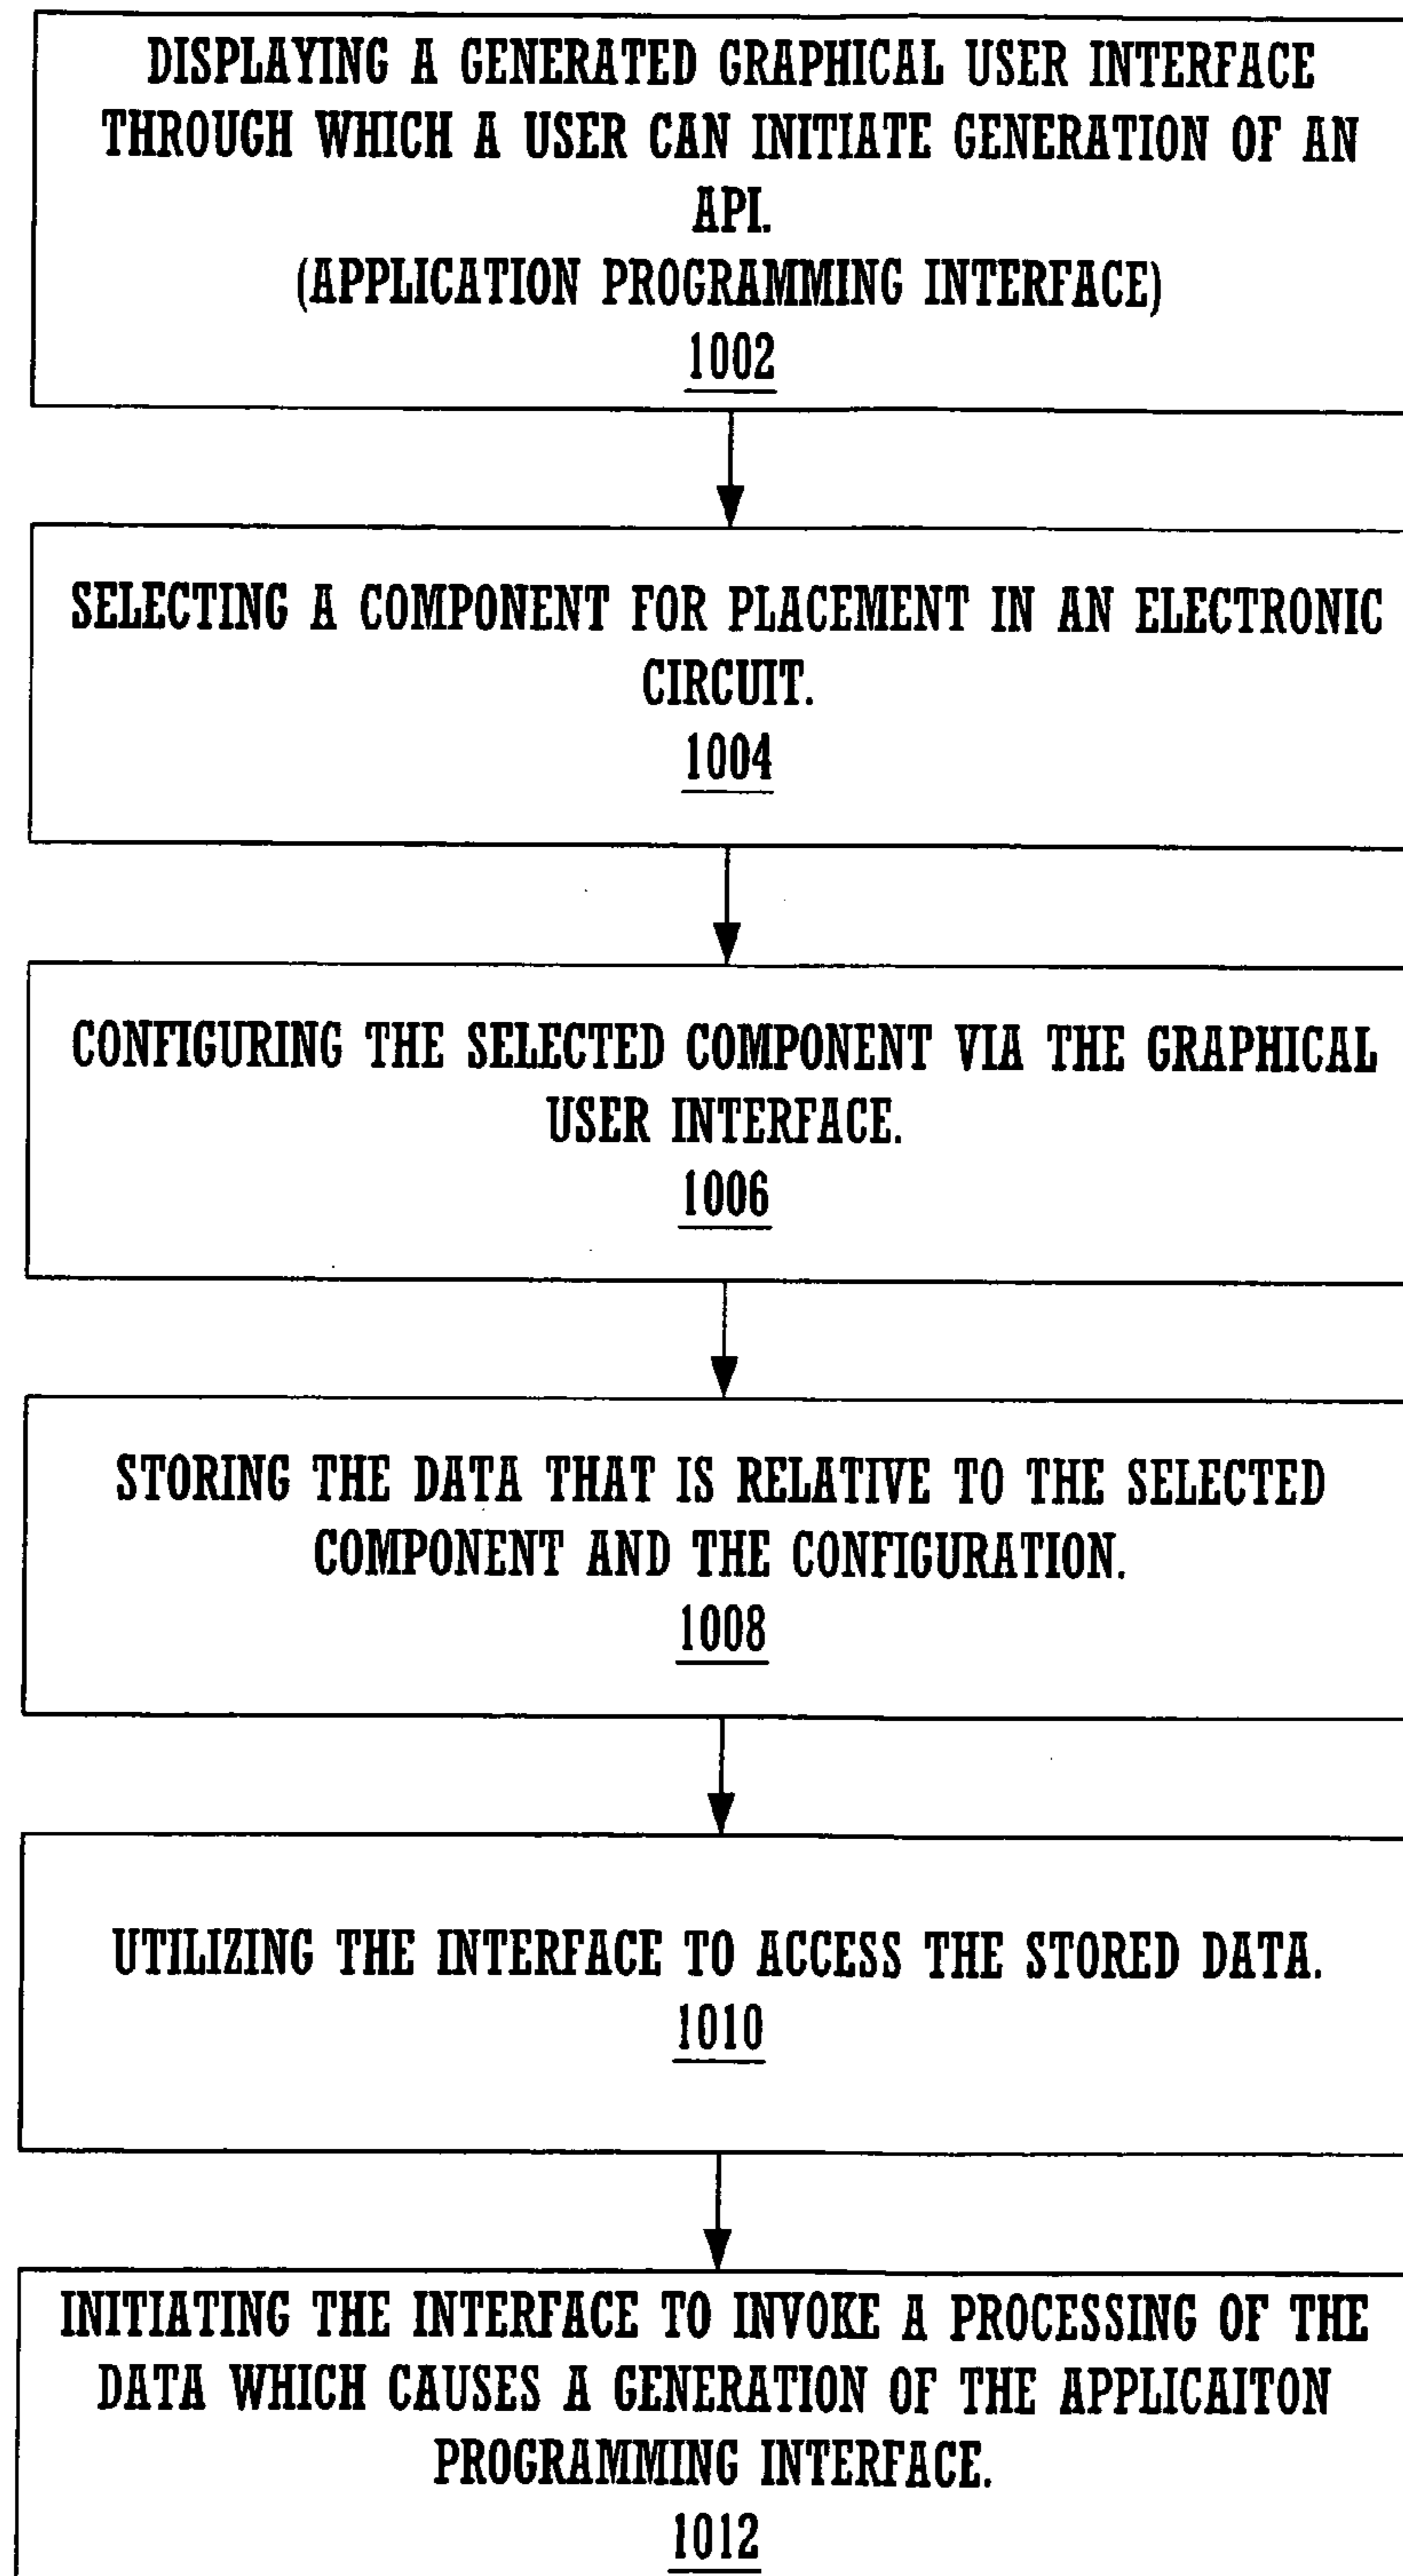 DISPLAYING A GENERATED GRAPHICAL USER INTERFACE
THROUGH WHICH A USER CAN INITIATE GENERATION OF AN
API.
(APPLICATION PROGRAMMING INTERFACE)
1002
SELECTING A COMPONENT FOR PLACEMENT IN AN ELECTRONIC
CIRCUIT.
1004
CONFIGURING THE SELECTED COMPONENT VIA THE GRAPHICAL
USER INTERFACE.
1006
STORING THE DATA THAT IS RELATIVE TO THE SELECTED
COMPONENT AND THE CONFIGURATION.
1008
UTILIZING THE INTERFACE TO ACCESS THE STORED DATA.
1010
INITIATING THE INTERFACE TO INVOKE A PROCESSING OF THE
DATA WHICH CAUSES A GENERATION OF THE APPLICAITON
PROGRAMMING INTERFACE.
1012